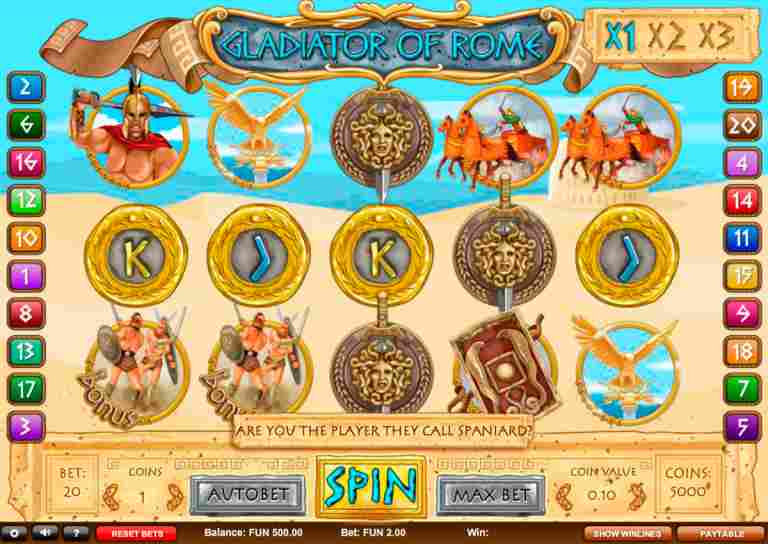 GLADIATOR OF ROME
X1 X2 X3
2
6
16
12
10
1
8
13
17
3
19
20
4
14
11
15
9
18
7
5
K
K
BONUS
BONU
ARE YOU THE PLAYER THEY CALL SPANIARD?
BET:
20
COINS
1
AUTOBET
SPIN
MAX BET
COIN VALUE
0.10
COINS:
5000
?
RESET BETS
Balance: FUN 500.00
Bet: FUN 2.00
Win:
SHOW WINLINES
PAYTABLE